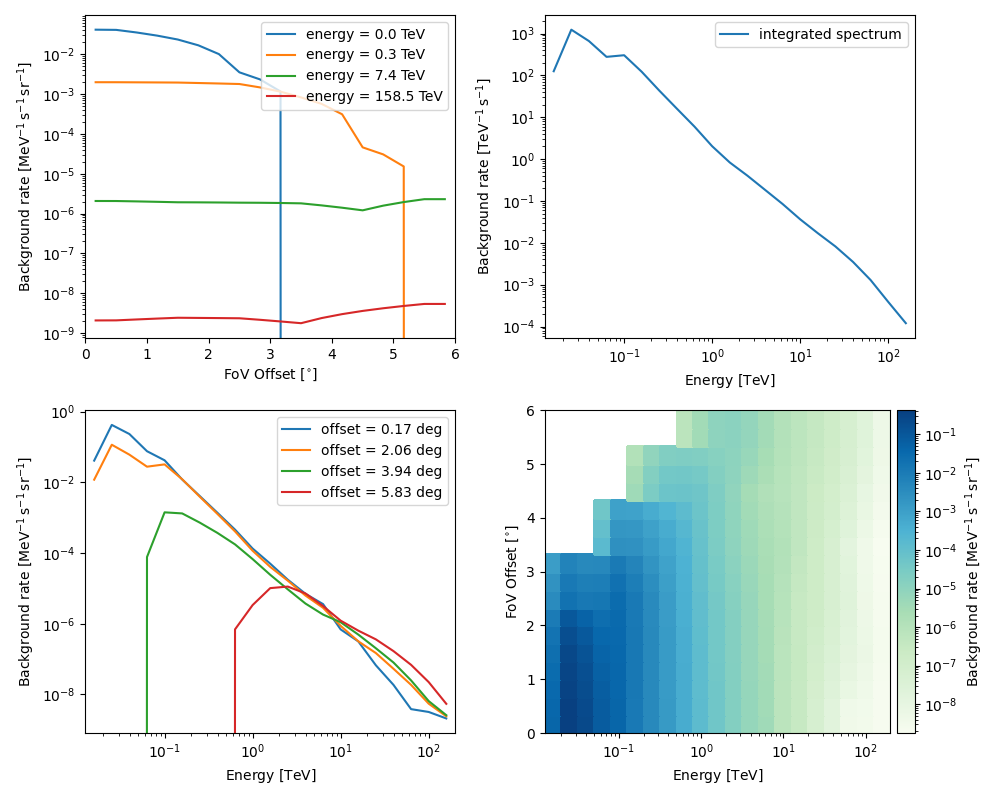 Background rate [MeV⁻¹ s⁻¹ sr⁻¹]
10⁻²
10⁻³
10⁻⁴
10⁻⁵
10⁻⁶
10⁻⁷
10⁻⁸
10⁻⁹
energy = 0.0 TeV
energy = 0.3 TeV
energy = 7.4 TeV
energy = 158.5 TeV
0 1 2 3 4 5 6
FoV Offset [°]
Background rate [TeV⁻¹ s⁻¹]
10³
10²
10¹
10⁰
10⁻¹
10⁻²
10⁻³
10⁻⁴
integrated spectrum
10⁻¹ 10⁰ 10¹ 10²
Energy [TeV]
Background rate [MeV⁻¹ s⁻¹ sr⁻¹]
10⁰
10⁻²
10⁻⁴
10⁻⁶
10⁻⁸
offset = 0.17 deg
offset = 2.06 deg
offset = 3.94 deg
offset = 5.83 deg
10⁻¹ 10⁰ 10¹ 10²
Energy [TeV]
FoV Offset [°]
6
5
4
3
2
1
0
10⁻¹ 10⁰ 10¹ 10²
Energy [TeV]
10⁻¹
10⁻²
10⁻³
10⁻⁴
10⁻⁵
10⁻⁶
10⁻⁷
10⁻⁸
Background rate [MeV⁻¹ s⁻¹ sr⁻¹]